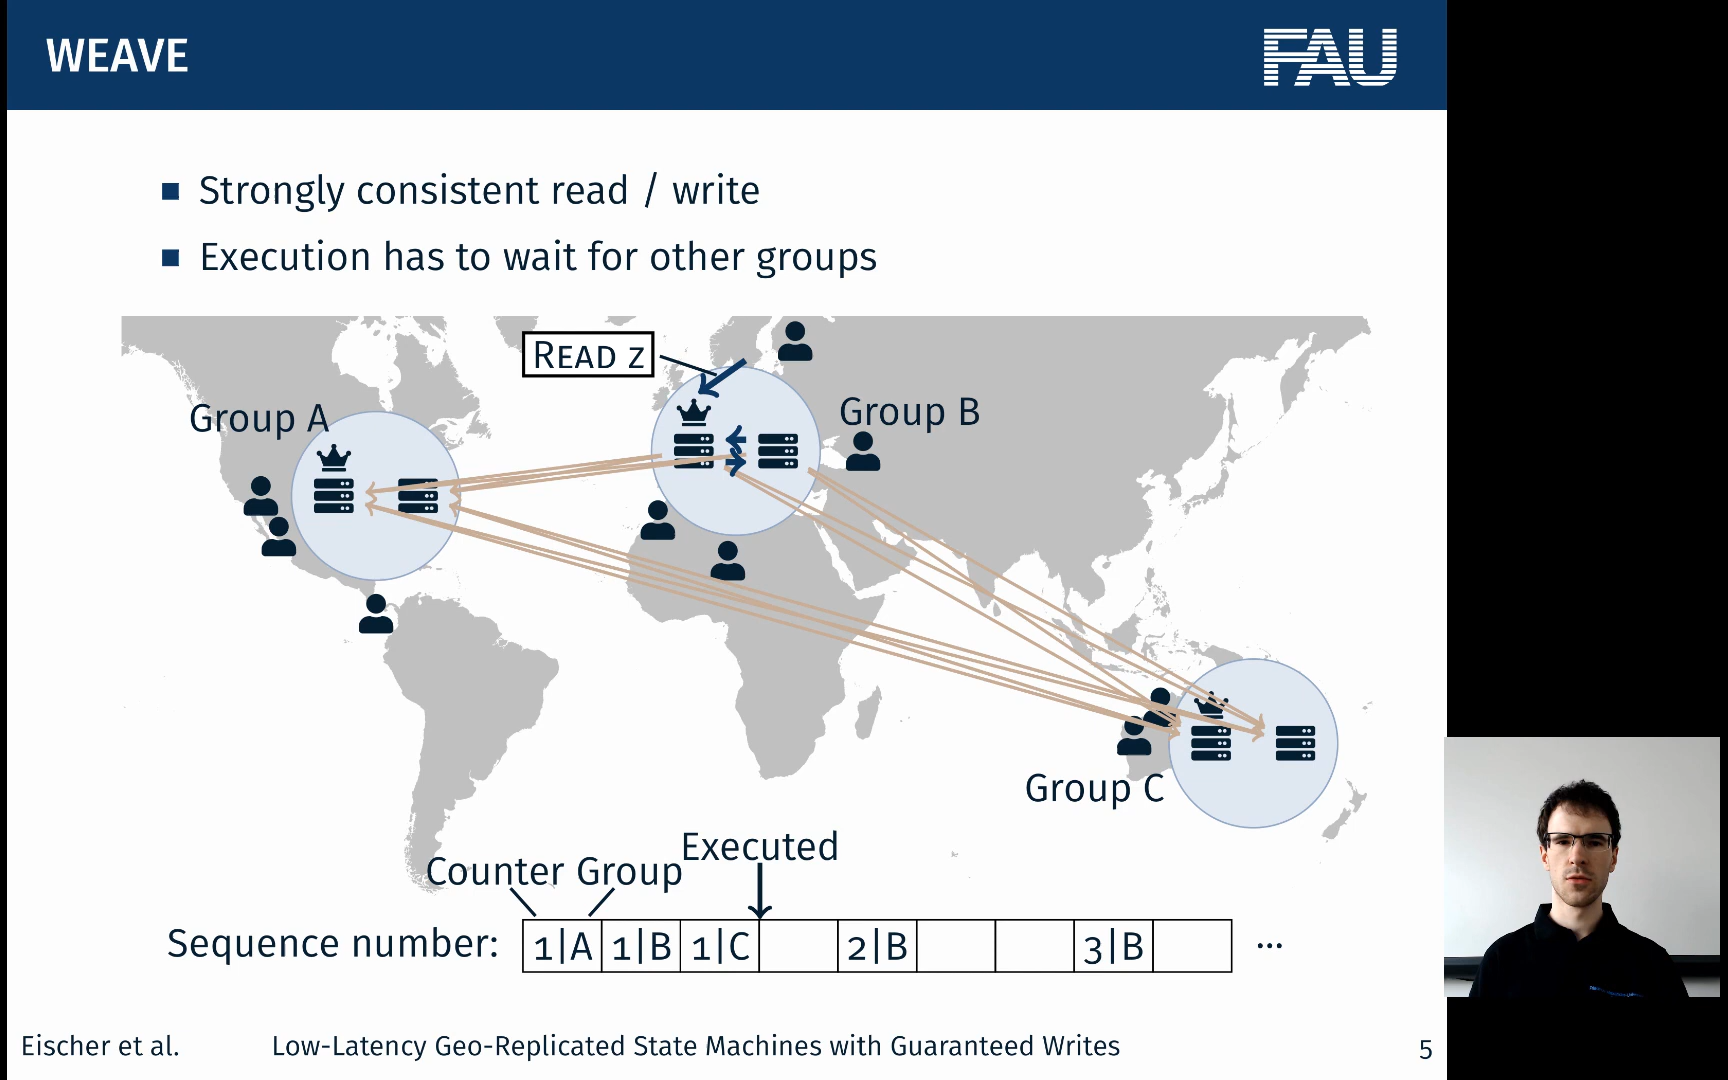 WEAVE
FAU
Strongly consistent read / write
Execution has to wait for other groups
READ Z
Group A
Group B
Group C
Executed
Counter Group
Sequence number: 1|A 1|B 1|C 2|B 3|B ...
Eischer et al. Low-Latency Geo-Replicated State Machines with Guaranteed Writes 5